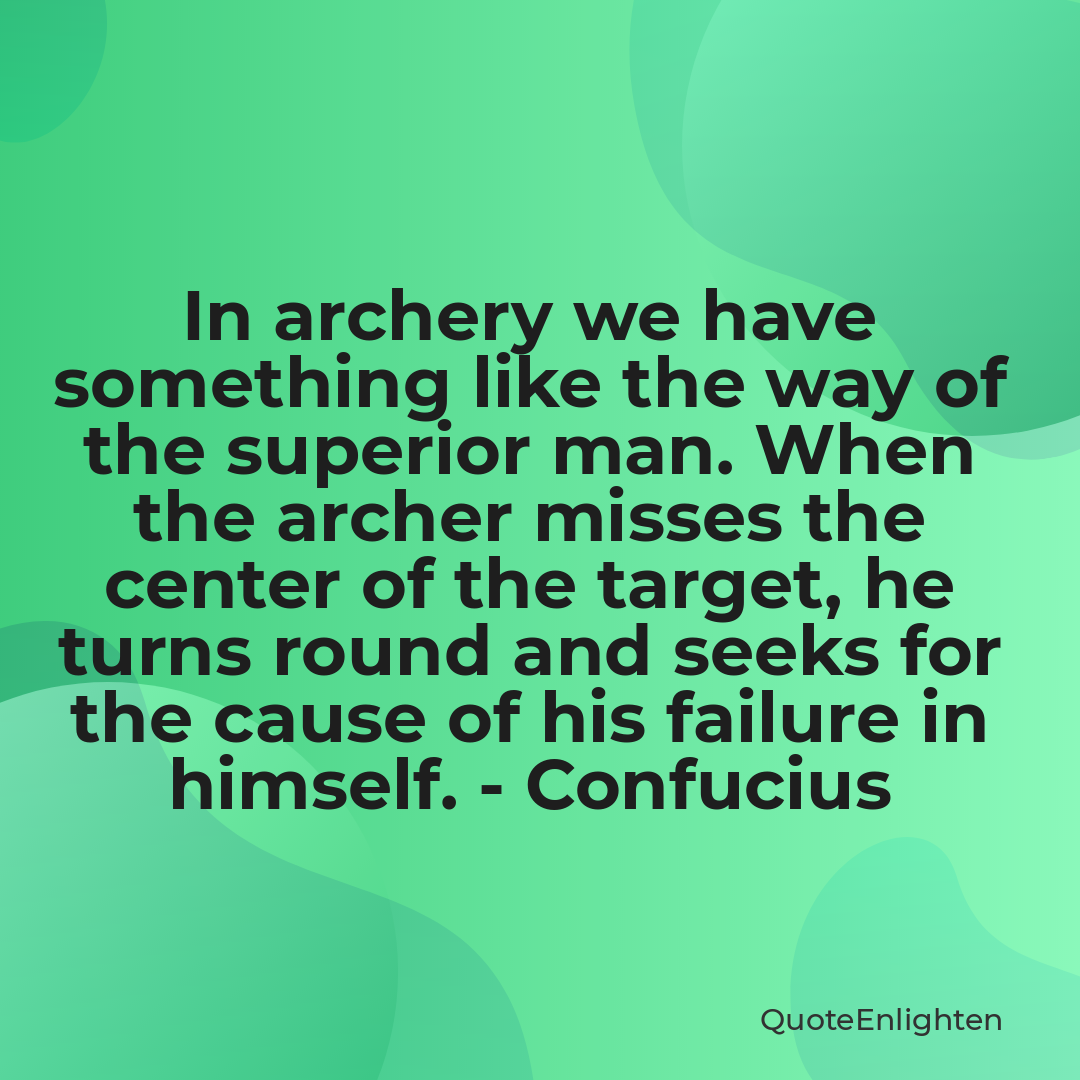 In archery we have
something like the way of
the superior man. When
the archer misses the
center of the target, he
turns round and seeks for
the cause of his failure in
himself. - Confucius
QuoteEnlighten